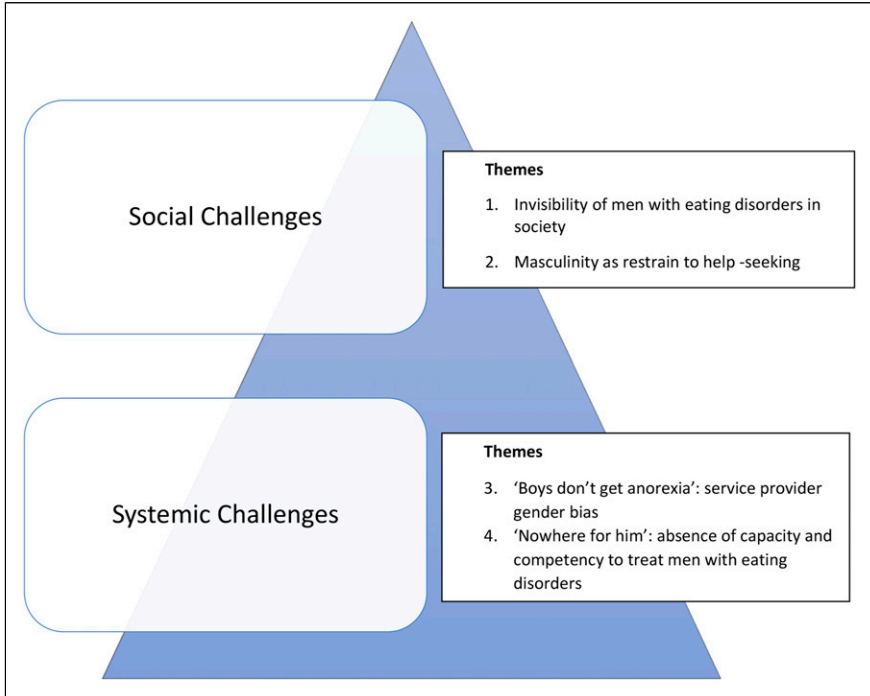 Social Challenges
Themes
1. Invisibility of men with eating disorders in
society
2. Masculinity as restrain to help -seeking
Systemic Challenges
Themes
3. ‘Boys don’t get anorexia’: service provider
gender bias
4. ‘Nowhere for him’: absence of capacity and
competency to treat men with eating
disorders